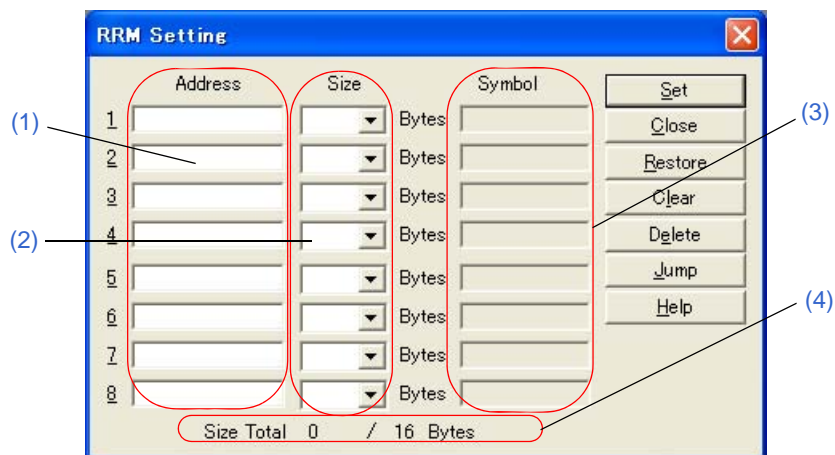 RRM Setting
Address Size Symbol Set
(1) 1 Bytes Close (3)
2 Bytes Restore
3 Bytes Clear
(2) 4 Bytes Delete
5 Bytes Jump
6 Bytes Help (4)
7 Bytes
8 Bytes
Size Total 0 / 16 Bytes